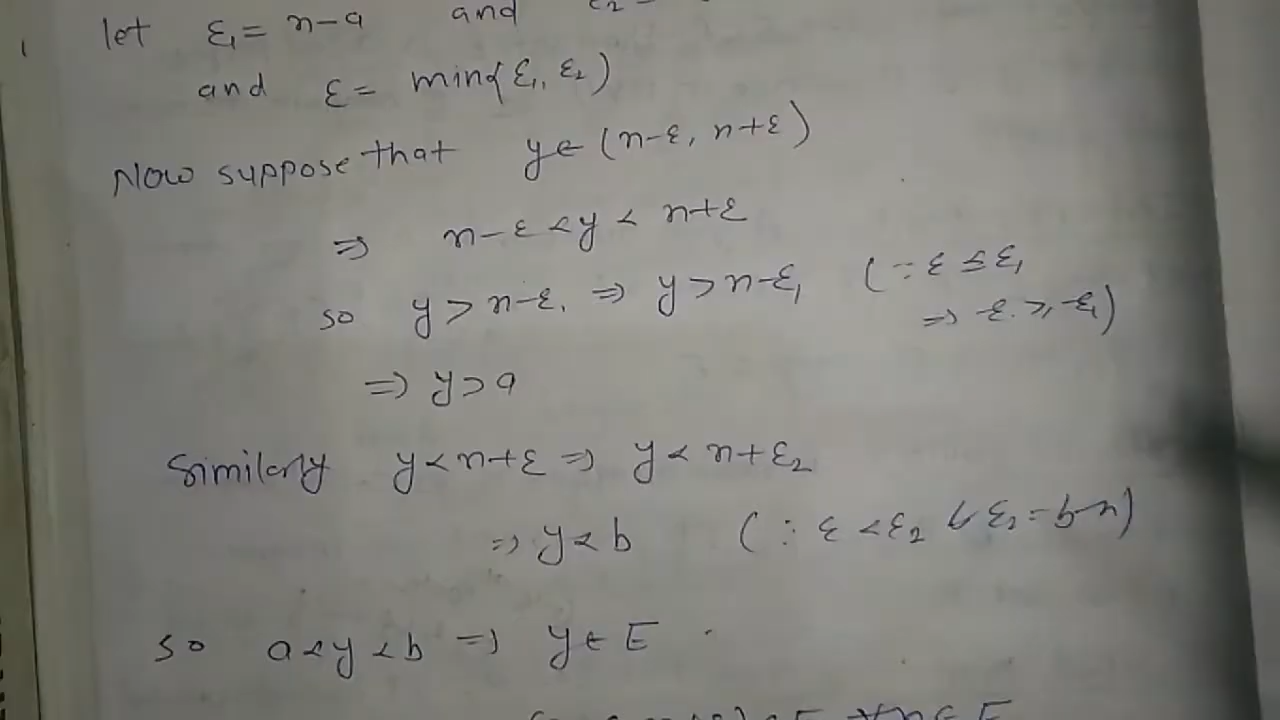 let ε₁ = n-a and ε₂ =
and ε = min{ε₁, ε₂)
Now suppose that y ∈ (n-ε, n+ε)
⇒ n-ε < y < n+ε
so y > n-ε. ⇒ y > n-ε₁ (∵ ε ≤ ε₁
⇒ -ε ≥ -ε₁)
⇒ y > a
Similarly y < n+ε ⇒ y < n+ε₂
⇒ y < b (∵ ε < ε₂ & ε₂ = b-n)
so a < y < b ⇒ y ∈ E .